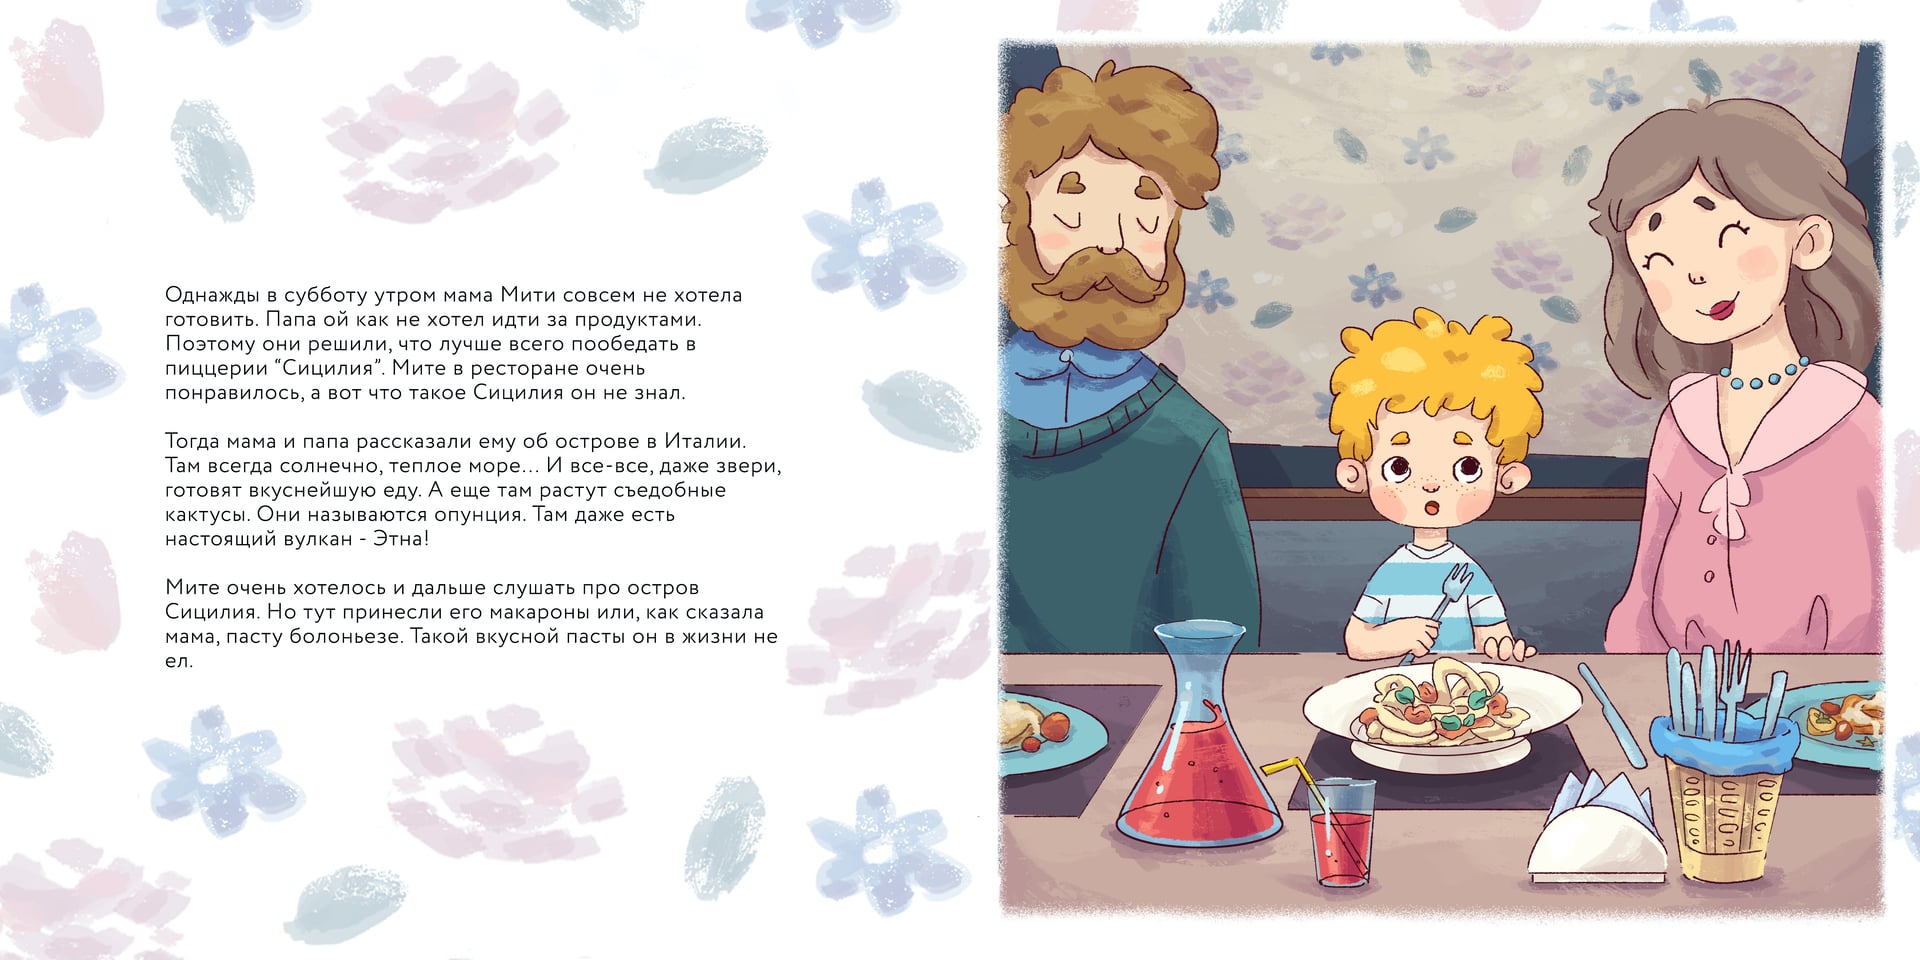 Однажды в субботу утром мама Мити совсем не хотела
готовить. Папа ой как не хотел идти за продуктами.
Поэтому они решили, что лучше всего пообедать в
пиццерии “Сицилия”. Мите в ресторане очень
понравилось, а вот что такое Сицилия он не знал.
Тогда мама и папа рассказали ему об острове в Италии.
Там всегда солнечно, теплое море... И все-все, даже звери,
готовят вкуснейшую еду. А еще там растут съедобные
кактусы. Они называются опунция. Там даже есть
настоящий вулкан - Этна!
Мите очень хотелось и дальше слушать про остров
Сицилия. Но тут принесли его макароны или, как сказала
мама, пасту болоньезе. Такой вкусной пасты он в жизни не
ел.